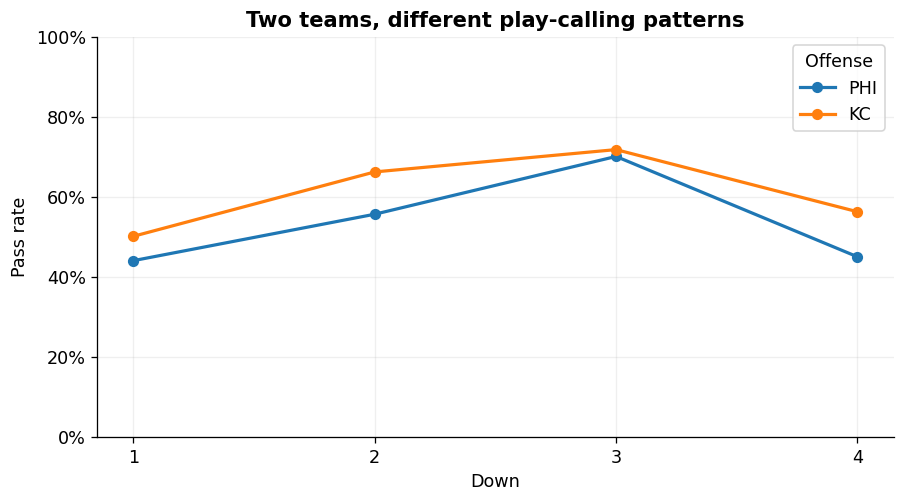 Two teams, different play-calling patterns
100%
80%
60%
40%
20%
0%
Pass rate
Offense
PHI
KC
1 2 3 4
Down